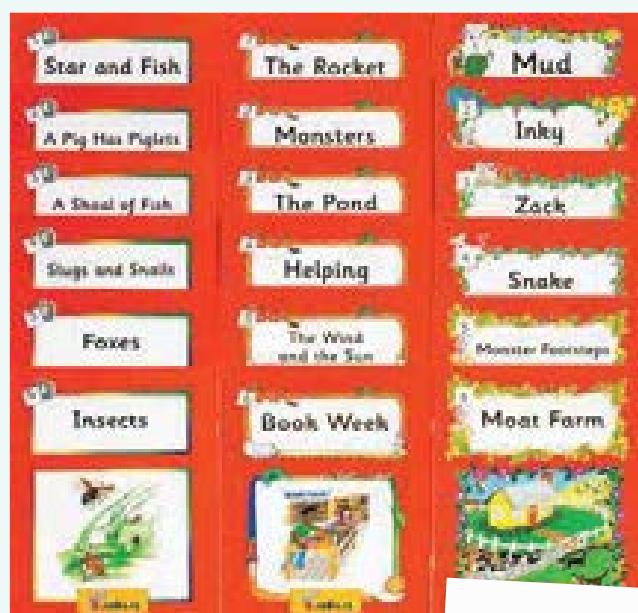 Star and Fish
A Pig Has Piglets
A Shoal of Fish
Slugs and Snails
Foxes
Insects
The Rocket
Monsters
The Pond
Helping
The Wind
and the Sun
Book Week
Mud
Inky
Zack
Snake
Monster Footsteps
Moat Farm